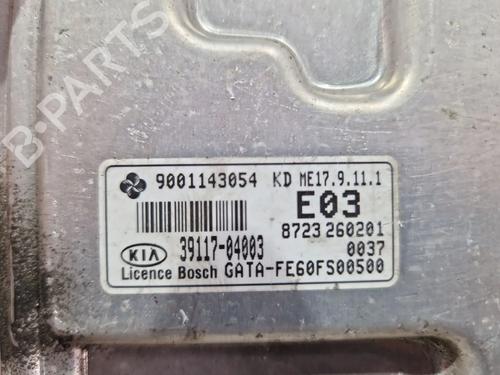 B-PARTS
9001143054 KD ME17.9.11.1
E03
8723 260201
KIA 39117-04003 0037
Licence Bosch GATA-FE60FS00500